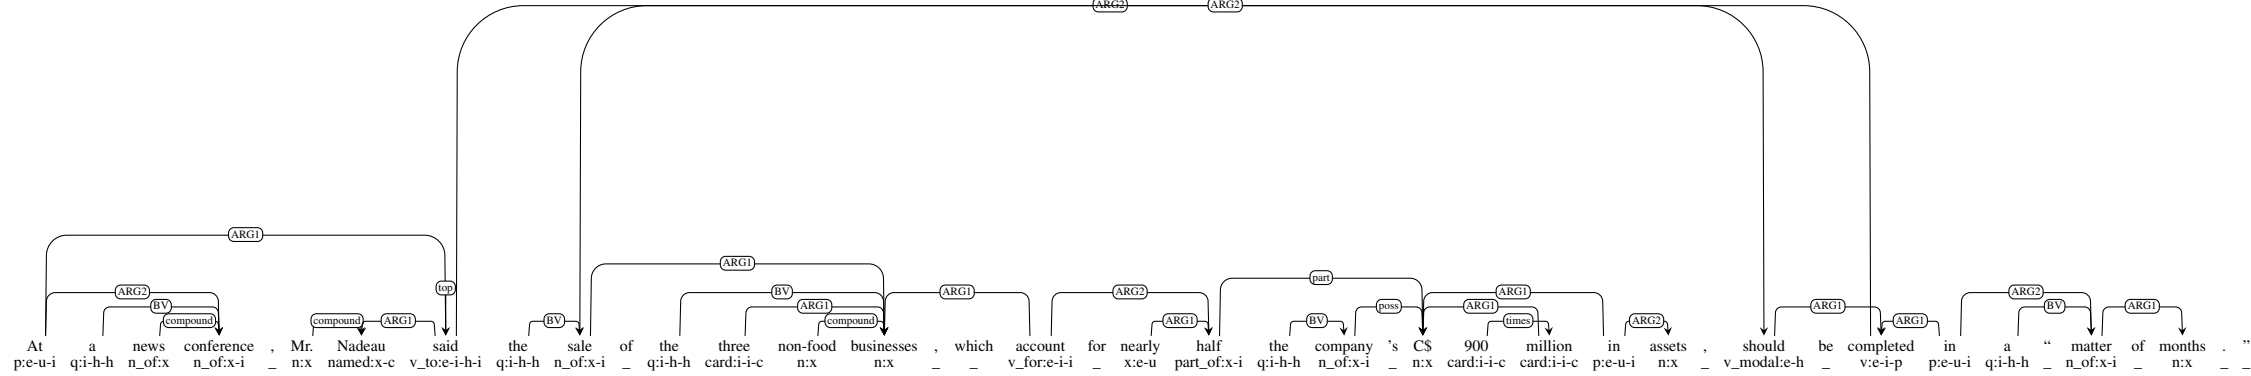 ARG2 ARG2
ARG1
ARG1
part
top
ARG2 BV ARG1 ARG2 ARG1 ARG2
BV ARG1 ARG1 ARG1 BV ARG1
compound compound ARG1 BV compound ARG1 BV poss times ARG2 ARG1
At a news conference , Mr. Nadeau said the sale of the three non-food businesses , which account for nearly half the company 's C$ 900 million in assets , should be completed in a “ matter of months . ”
p:e-u-i q:i-h-h n_of:x n_of:x-i _ n:x named:x-c v_to:e-i-h-i q:i-h-h n_of:x-i _ q:i-h-h card:i-i-c n:x n:x _ _ v_for:e-i-i _ x:e-u part_of:x-i q:i-h-h n_of:x-i _ n:x card:i-i-c card:i-i-c p:e-u-i n:x _ v_modal:e-h _ v:e-i-p p:e-u-i q:i-h-h _ n_of:x-i _ n:x _ _